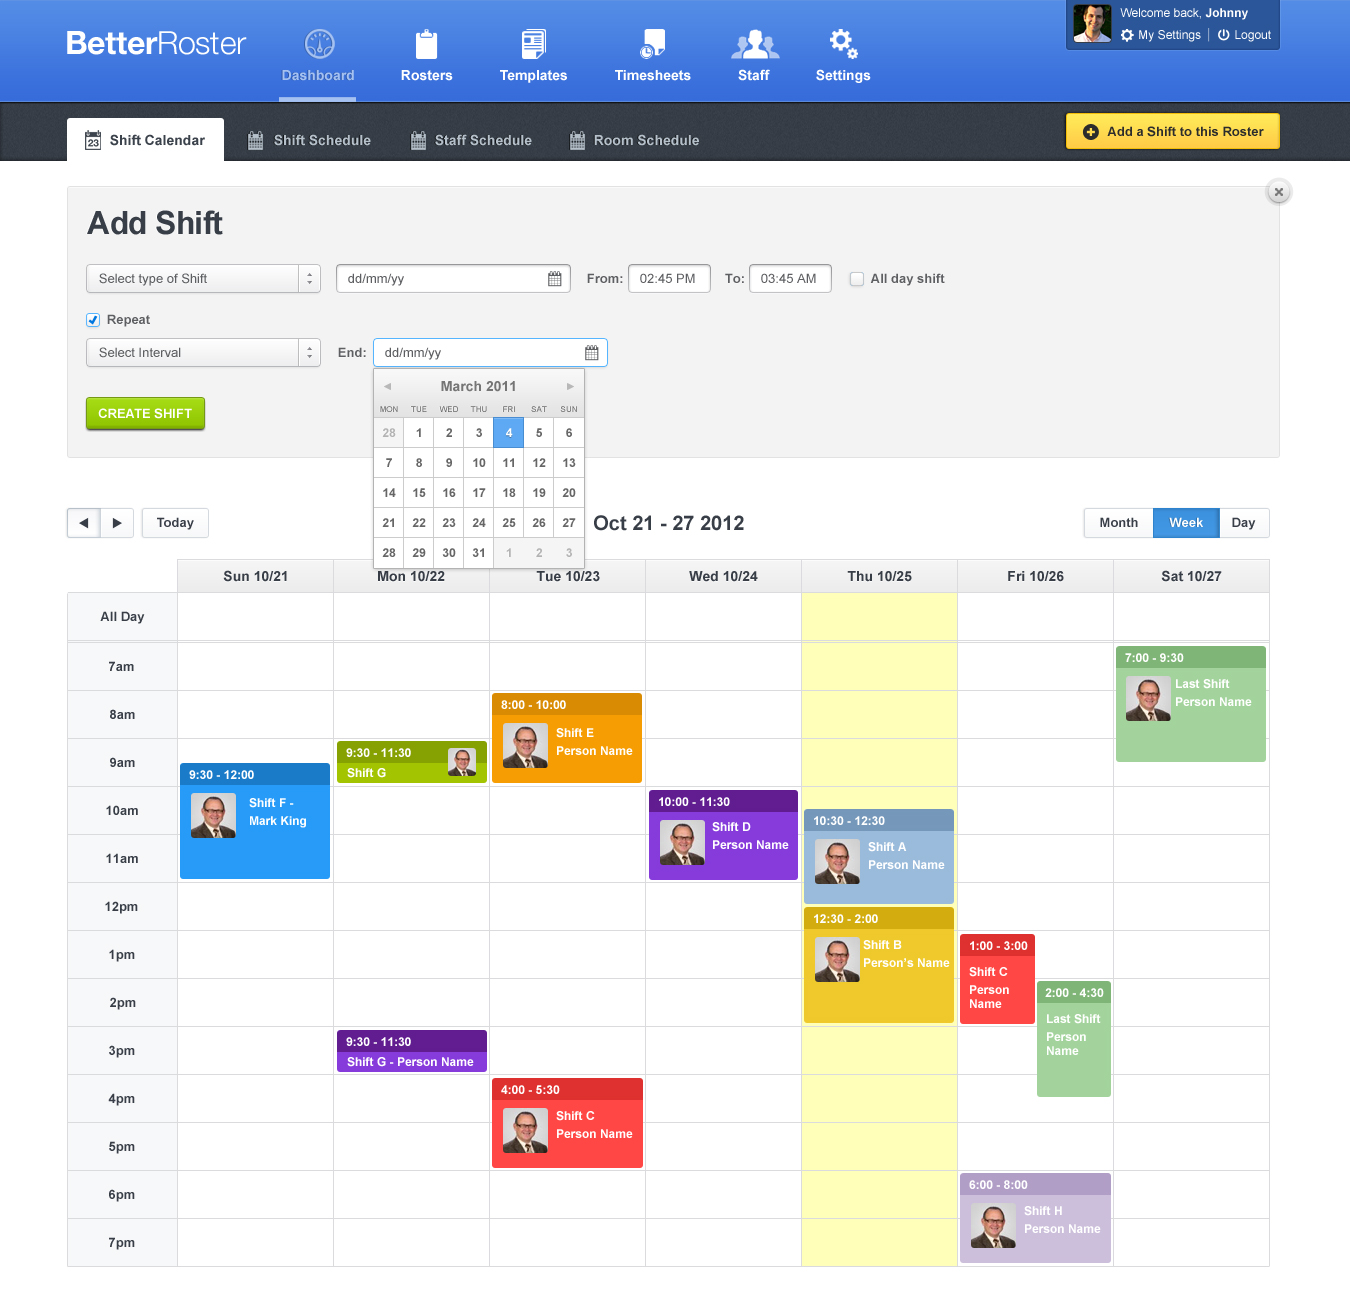 BetterRoster
Dashboard
Rosters
Templates
Timesheets
Staff
Settings
Welcome back, Johnny
My Settings | Logout
23 Shift Calendar
Shift Schedule
Staff Schedule
Room Schedule
Add a Shift to this Roster
Add Shift
Select type of Shift
dd/mm/yy
From: 02:45 PM
To: 03:45 AM
All day shift
Repeat
Select Interval
End: dd/mm/yy
CREATE SHIFT
March 2011
MON TUE WED THU FRI SAT SUN
28 1 2 3 4 5 6
7 8 9 10 11 12 13
14 15 16 17 18 19 20
21 22 23 24 25 26 27
28 29 30 31 1 2 3
Today
Oct 21 - 27 2012
Month Week Day
Sun 10/21 Mon 10/22 Tue 10/23 Wed 10/24 Thu 10/25 Fri 10/26 Sat 10/27
All Day
7am
7:00 - 9:30
Last Shift
Person Name
8am
8:00 - 10:00
Shift E
Person Name
9am
9:30 - 11:30
Shift G
9:30 - 12:00
Shift F -
Mark King
10am
10:00 - 11:30
Shift D
Person Name
10:30 - 12:30
Shift A
Person Name
11am
12pm
12:30 - 2:00
Shift B
Person's Name
1pm
1:00 - 3:00
Shift C
Person
Name
2pm
2:00 - 4:30
Last Shift
Person
Name
3pm
9:30 - 11:30
Shift G - Person Name
4pm
4:00 - 5:30
Shift C
Person Name
5pm
6pm
6:00 - 8:00
Shift H
Person Name
7pm